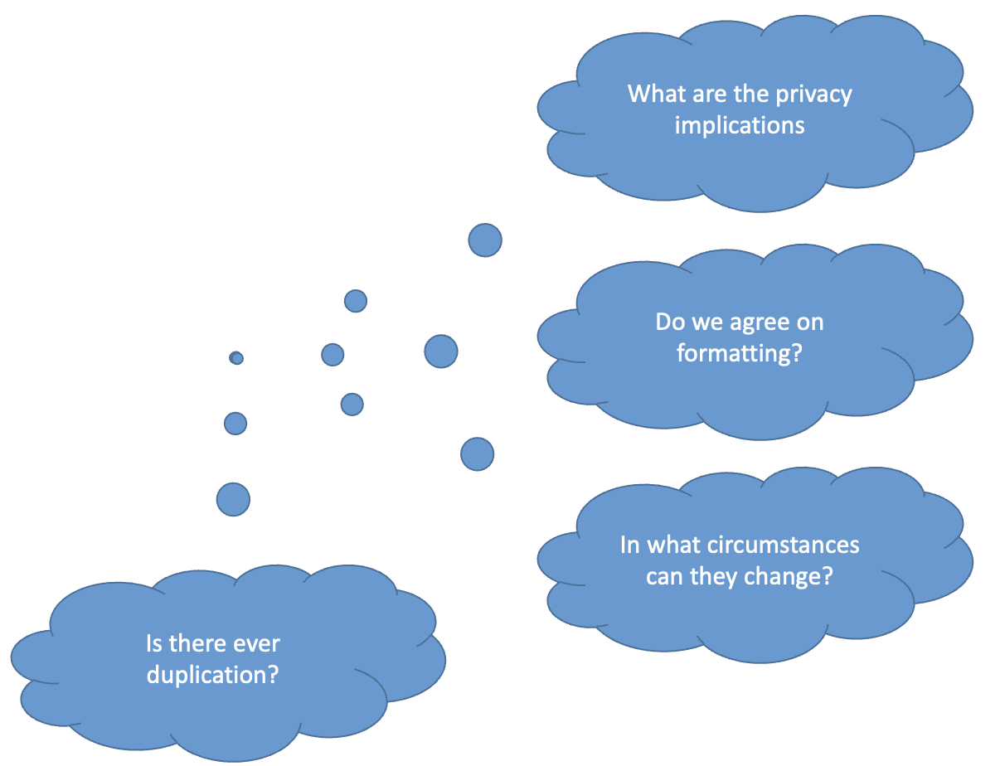 What are the privacy
implications
Do we agree on
formatting?
In what circumstances
can they change?
Is there ever
duplication?